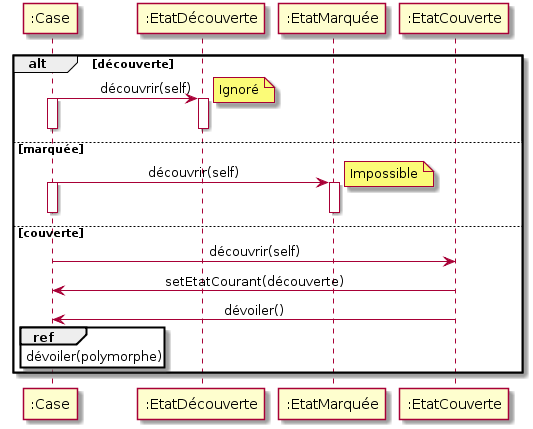 :Case
:EtatDécouverte
:EtatMarquée
:EtatCouverte
alt
[découverte]
découvrir(self)
Ignoré
[marquée]
découvrir(self)
Impossible
[couverte]
découvrir(self)
setEtatCourant(découverte)
dévoiler()
ref
dévoiler(polymorphe)
:Case
:EtatDécouverte
:EtatMarquée
:EtatCouverte